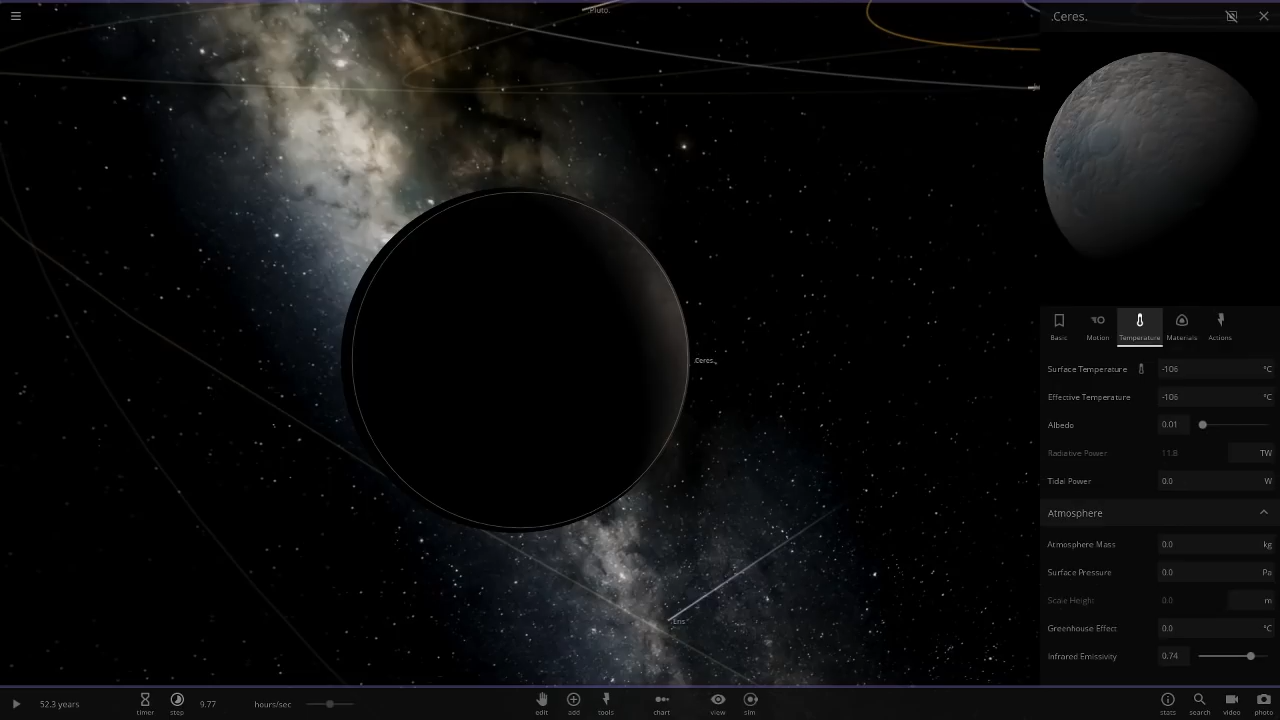 Pluto.
.Ceres.
Ceres.
Eris
Basic
Motion
Temperature
Materials
Actions
Surface Temperature -106 °C
Effective Temperature -106 °C
Albedo 0.01
Radiative Power 11.8 TW
Tidal Power 0.0 W
Atmosphere
Atmosphere Mass 0.0 kg
Surface Pressure 0.0 Pa
Scale Height 0.0 m
Greenhouse Effect 0.0 °C
Infrared Emissivity 0.74
52.3 years
timer
step
9.77 hours/sec
edit
add
tools
chart
view
sim
stats
search
video
photo